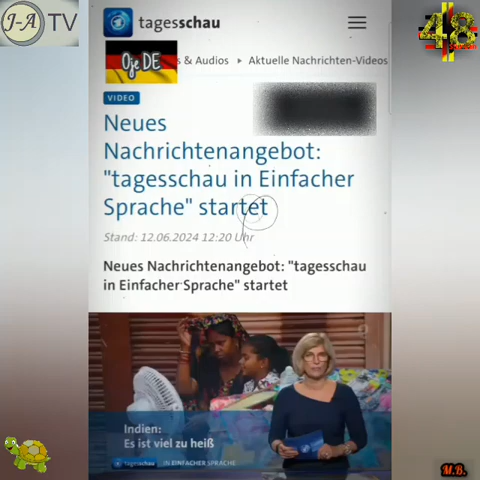 J-A TV
tagesschau
48
Oje DE
s & Audios ▸ Aktuelle Nachrichten-Videos
VIDEO
Neues
Nachrichtenangebot:
"tagesschau in Einfacher
Sprache" startet
Stand: 12.06.2024 12:20 Uhr
Neues Nachrichtenangebot: "tagesschau
in Einfacher Sprache" startet
Indien:
Es ist viel zu heiß
tagesschau IN EINFACHER SPRACHE
M.B.